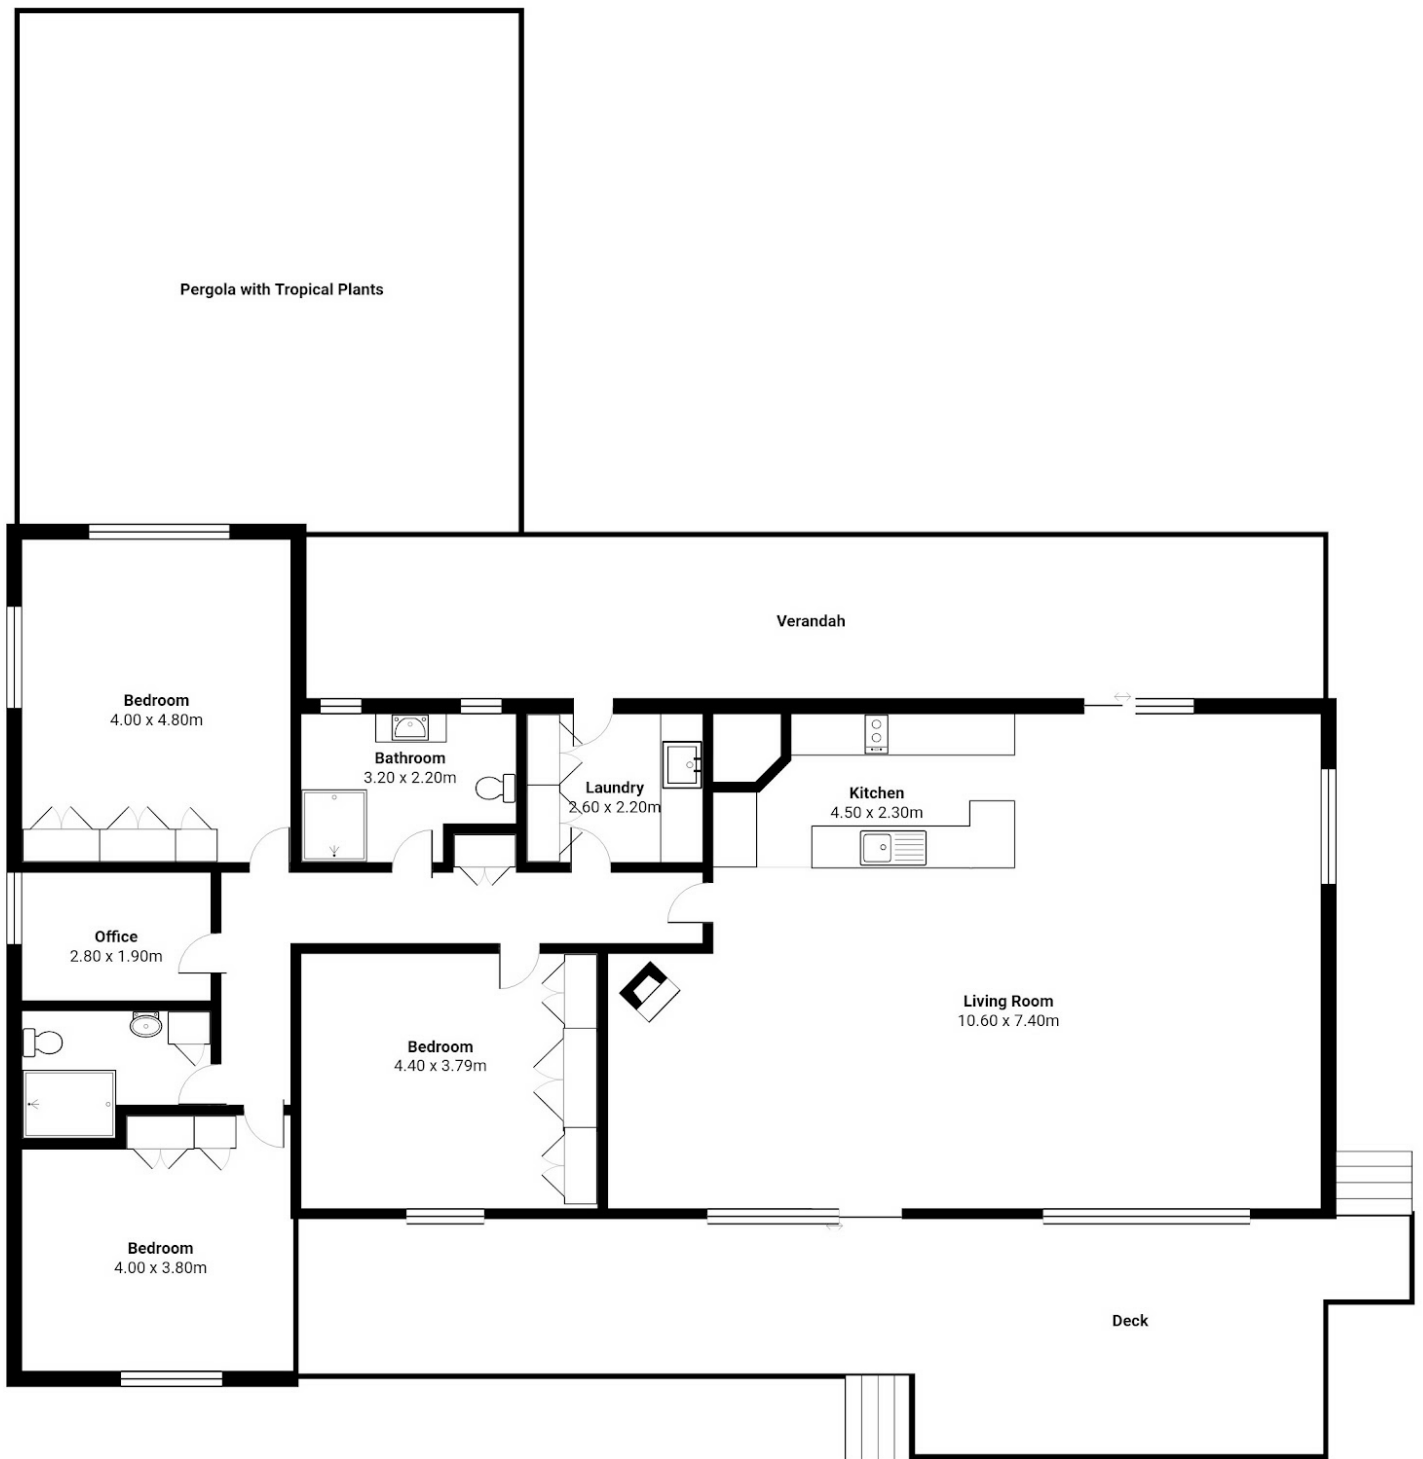 Pergola with Tropical Plants
Verandah
Bedroom
4.00 x 4.80m
Bathroom
3.20 x 2.20m
Laundry
2.60 x 2.20m
Kitchen
4.50 x 2.30m
Office
2.80 x 1.90m
Living Room
10.60 x 7.40m
Bedroom
4.40 x 3.79m
Bedroom
4.00 x 3.80m
Deck